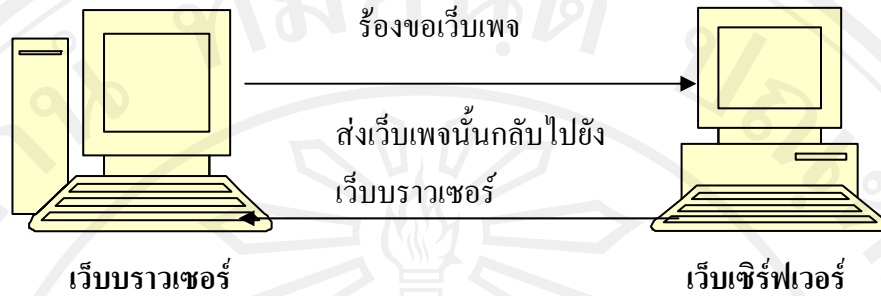 ร้องขอเว็บเพจ
ส่งเว็บเพจนั้นกลับไปยัง
เว็บบราวเซอร์
เว็บบราวเซอร์
เว็บเซิร์ฟเวอร์